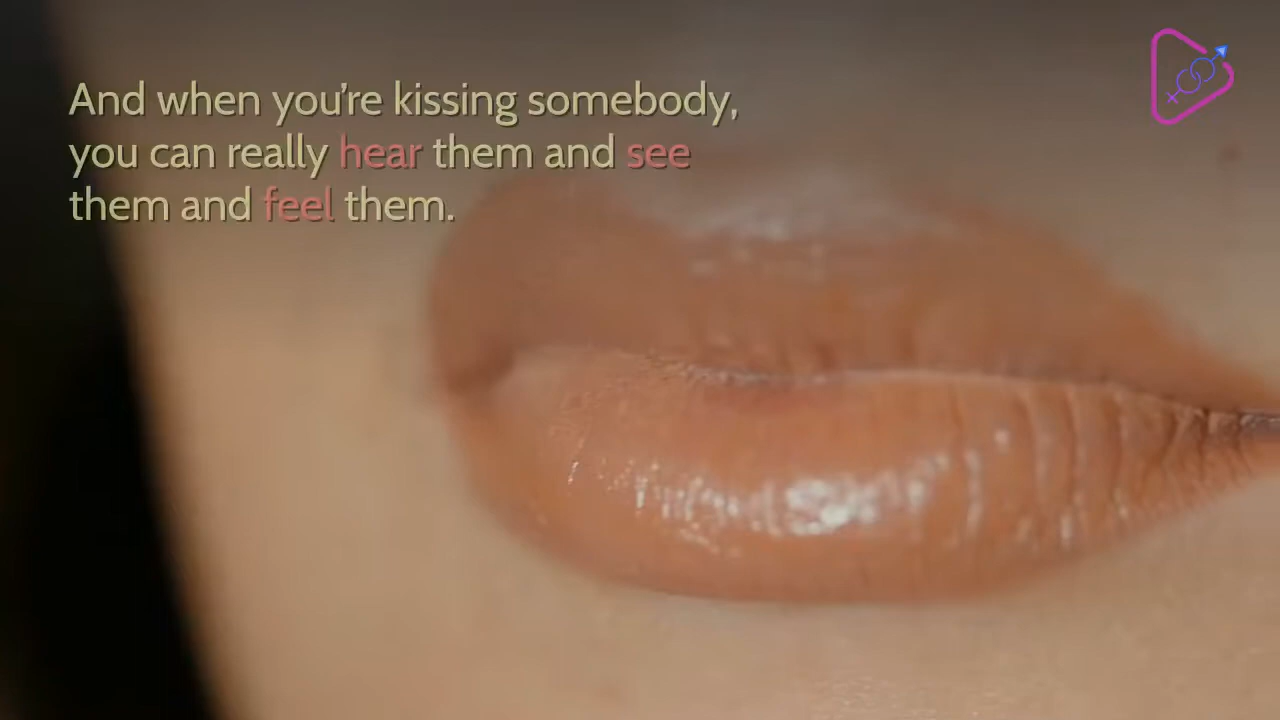 And when you're kissing somebody,
you can really hear them and see
them and feel them.